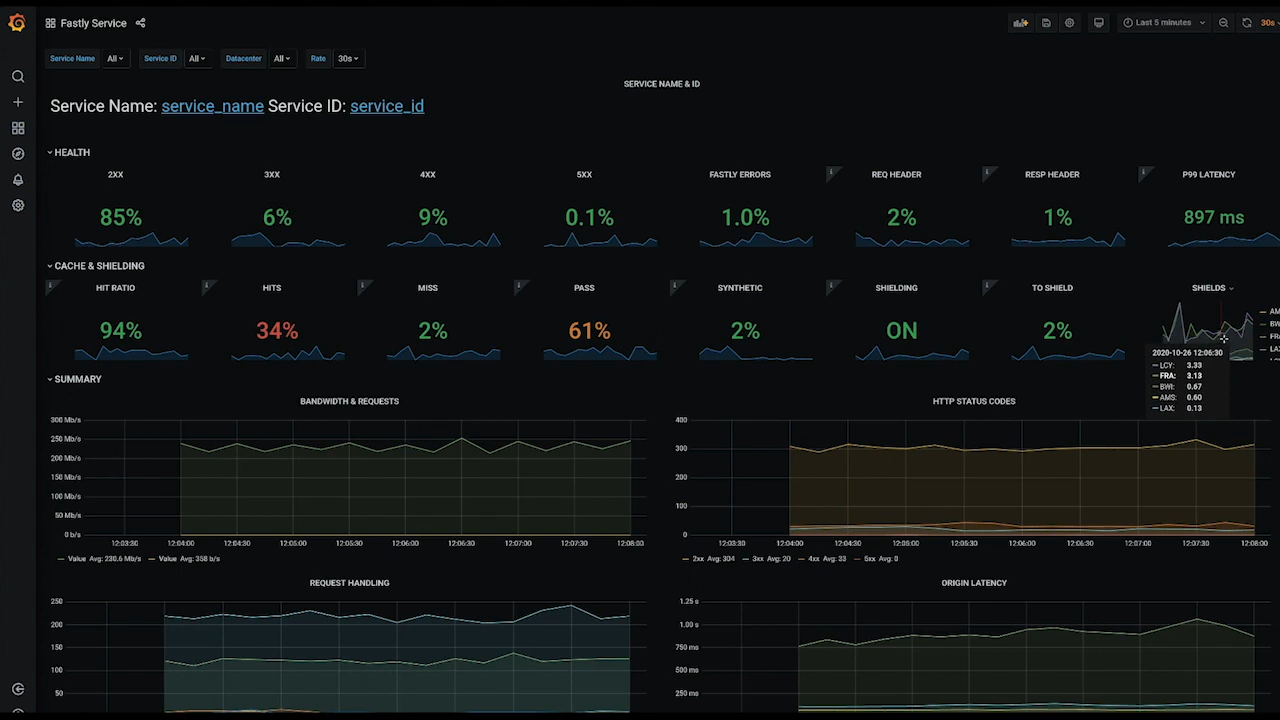 Fastly Service
Last 5 minutes
30s
Service Name All Service ID All Datacenter All Rate 30s
SERVICE NAME & ID
Service Name: service_name Service ID: service_id
HEALTH
2XX 3XX 4XX 5XX FASTLY ERRORS REQ HEADER RESP HEADER P99 LATENCY
85% 6% 9% 0.1% 1.0% 2% 1% 897 ms
CACHE & SHIELDING
HIT RATIO HITS MISS PASS SYNTHETIC SHIELDING TO SHIELD SHIELDS
94% 34% 2% 61% 2% ON 2%
AM
BW
FR
LA
2020-10-26 12:06:30
LCY: 3.33
FRA: 3.13
BWI: 0.67
AMS: 0.60
LAX: 0.13
SUMMARY
BANDWIDTH & REQUESTS
300 Mb/s
250 Mb/s
200 Mb/s
150 Mb/s
100 Mb/s
50 Mb/s
0 b/s
12:03:30 12:04:00 12:04:30 12:05:00 12:05:30 12:06:00 12:06:30 12:07:00 12:07:30 12:08:00
Value Avg: 230.6 Mb/s Value Avg: 358 b/s
HTTP STATUS CODES
400
300
200
100
0
12:03:30 12:04:00 12:04:30 12:05:00 12:05:30 12:06:00 12:06:30 12:07:00 12:07:30 12:08:00
2xx Avg: 304 3xx Avg: 20 4xx Avg: 33 5xx Avg: 0
REQUEST HANDLING
250
200
150
100
50
ORIGIN LATENCY
1.25 s
1.00 s
750 ms
500 ms
250 ms